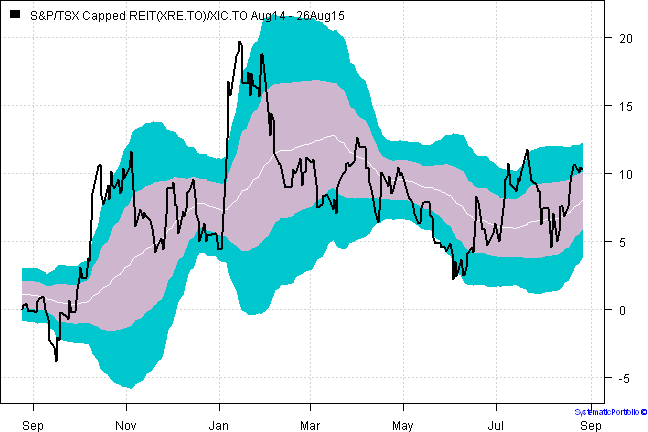 S&P/TSX Capped REIT(XRE.TO)/XIC.TO Aug14 - 26Aug15
20
15
10
5
0
-5
SystematicPortfolio ©
Sep Nov Jan Mar May Jul Sep